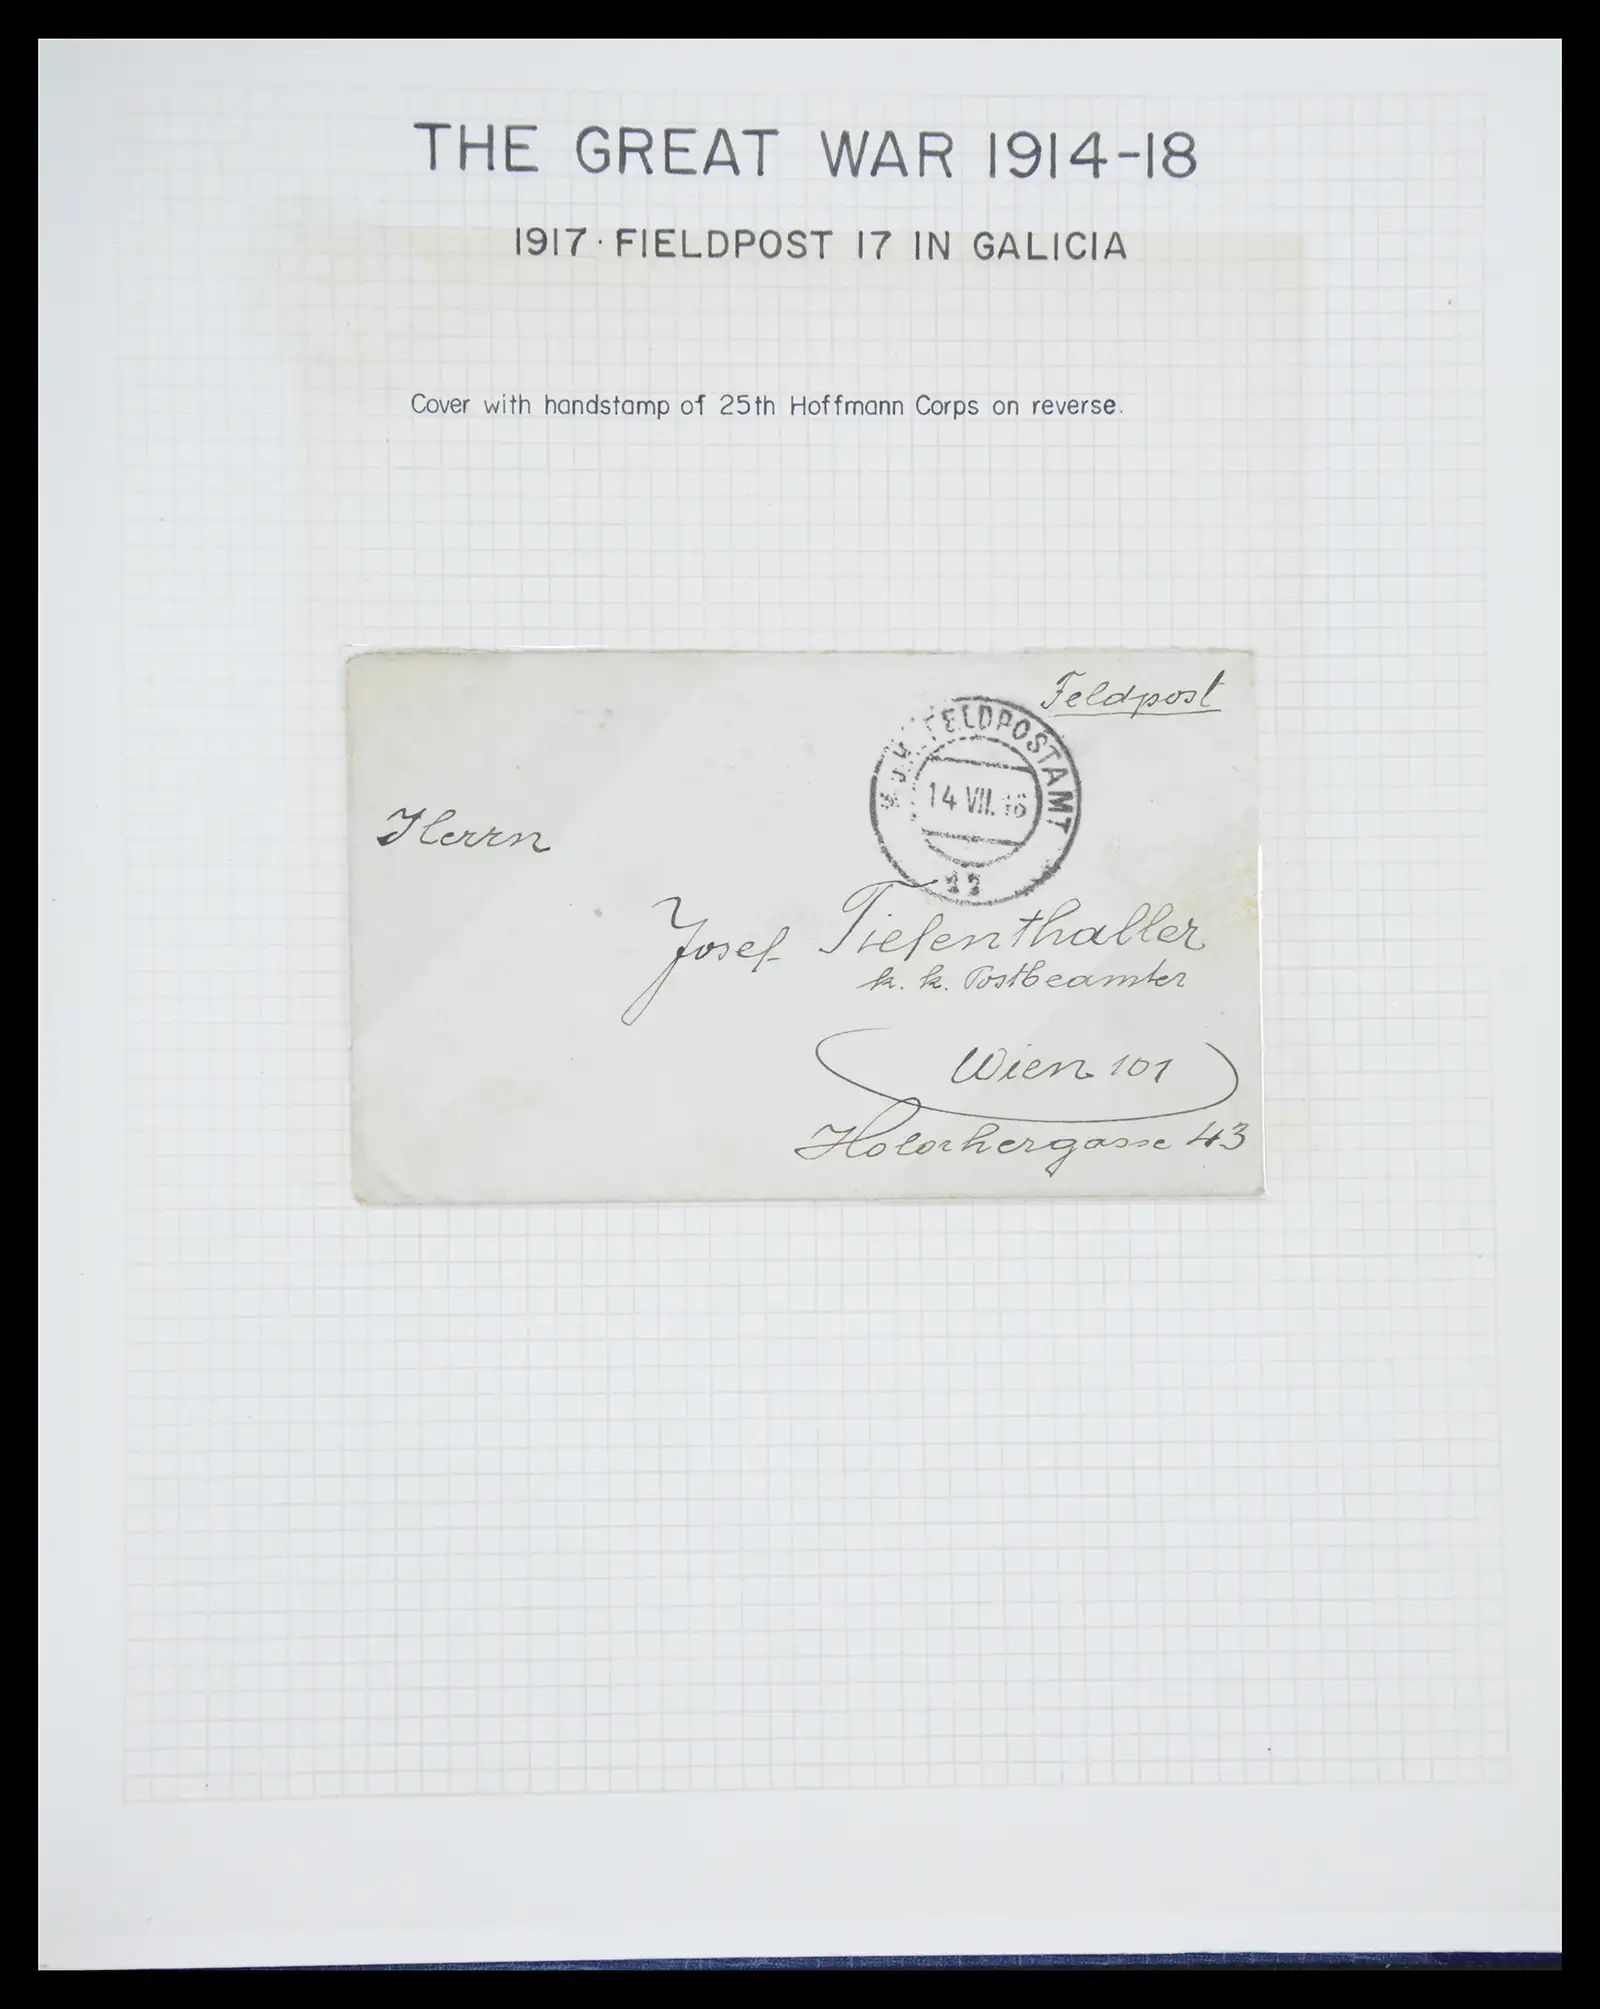 THE GREAT WAR 1914-18
1917· FIELDPOST 17 IN GALICIA
Cover with handstamp of 25th Hoffmann Corps on reverse.
Feldpost
K.U.K. FELDPOSTAMT
14 VII. 16
Herrn
Josef Tiefenthaller
k. k. Postbeamter
Wien 101
43